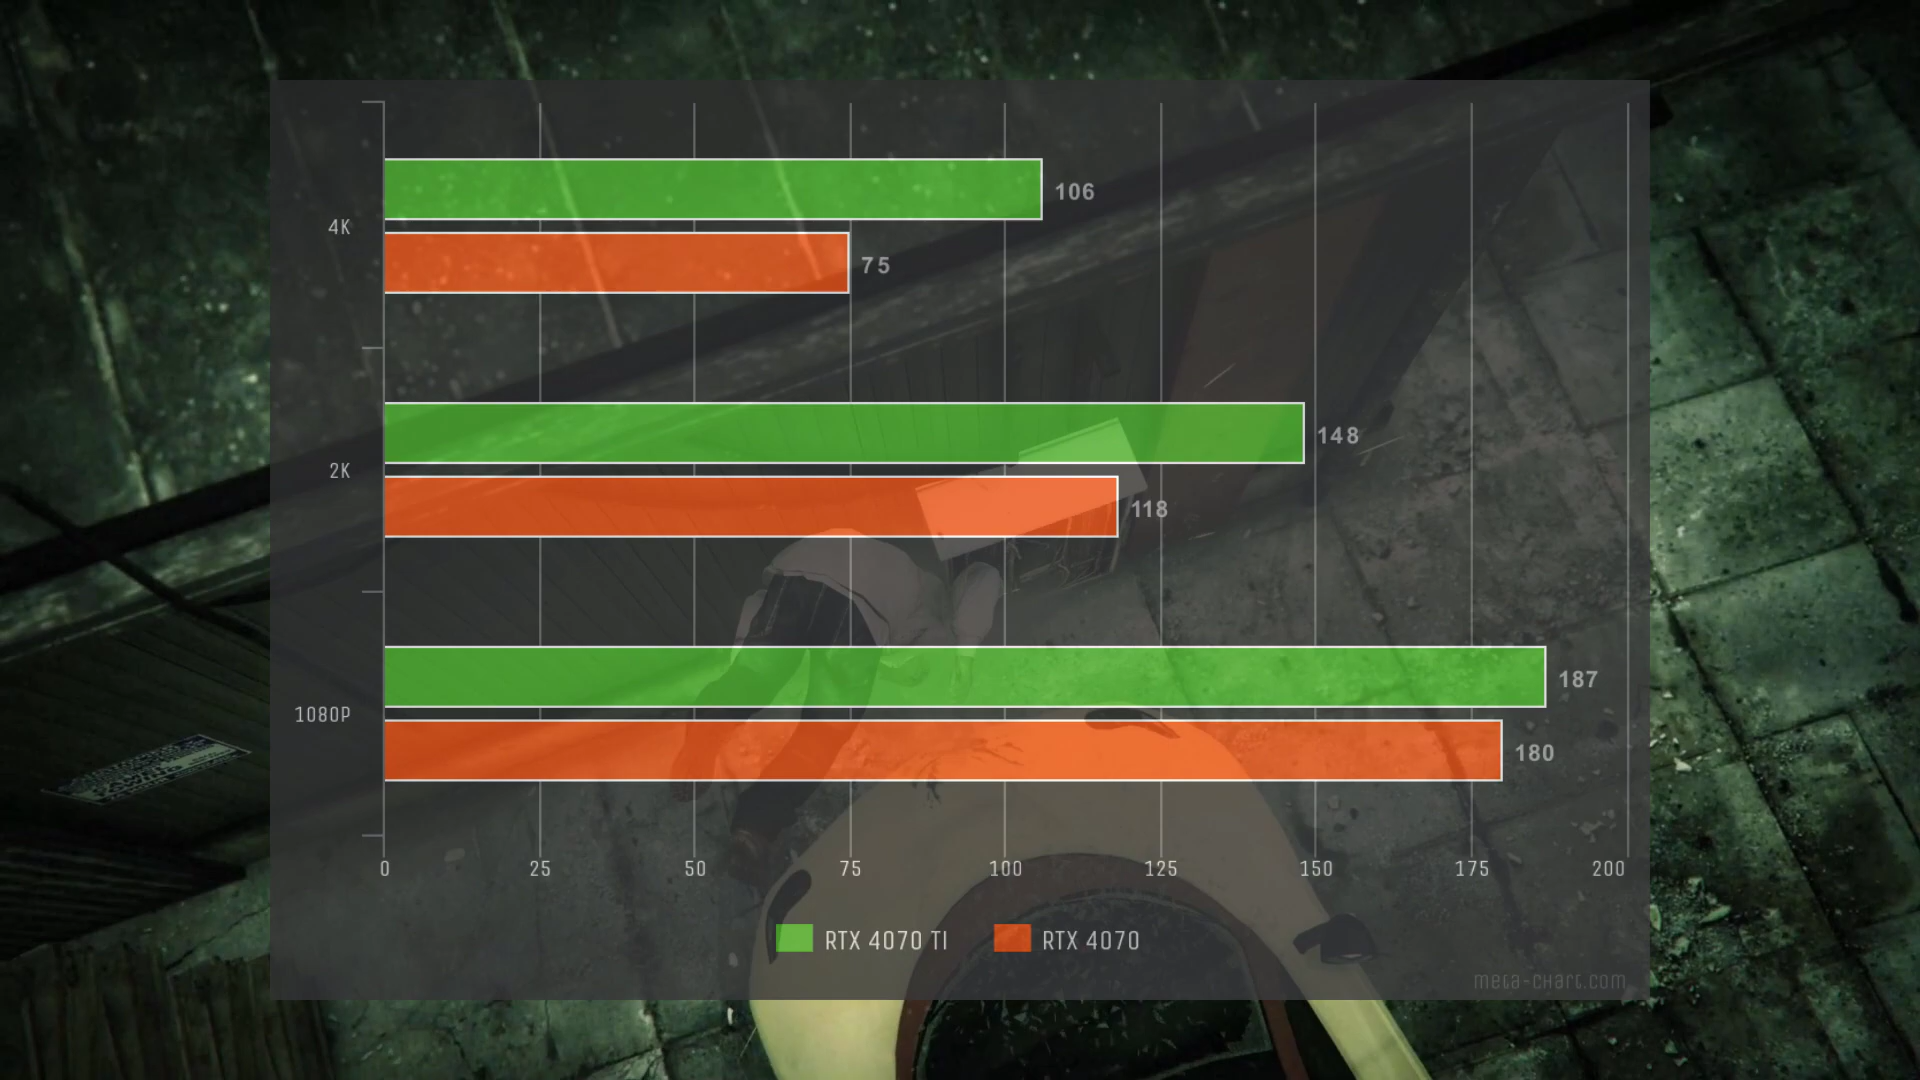 106
4K
75
148
2K
118
187
1080P
180
0 25 50 75 100 125 150 175 200
RTX 4070 TI RTX 4070
meta-chart.com